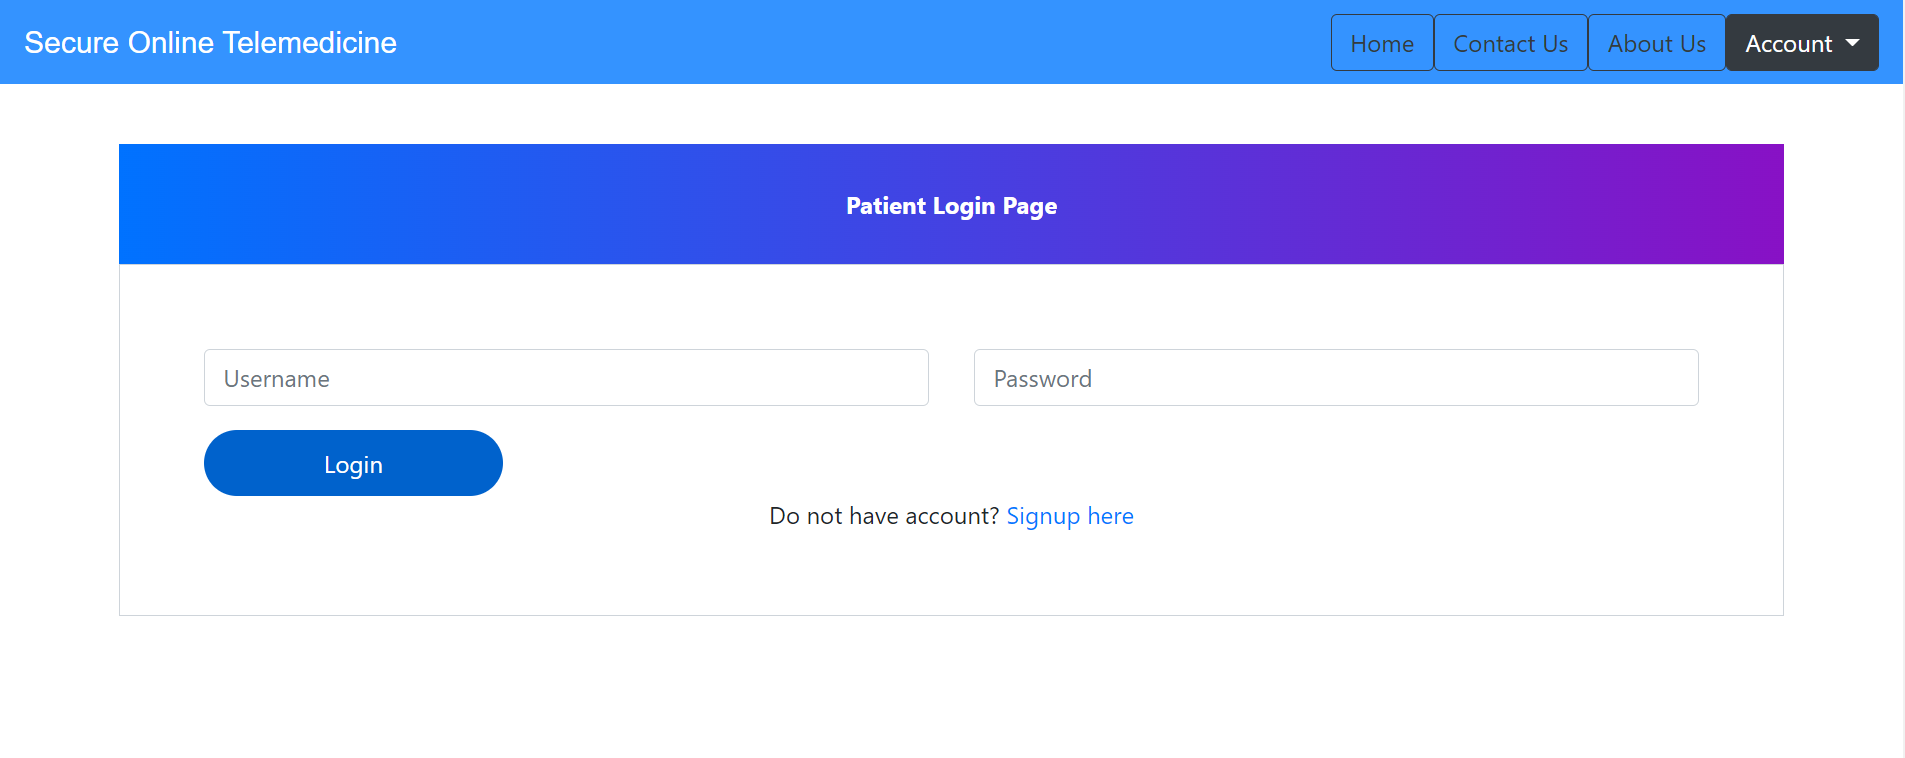 Secure Online Telemedicine
Home Contact Us About Us Account
Patient Login Page
Username Password
Login
Do not have account? Signup here